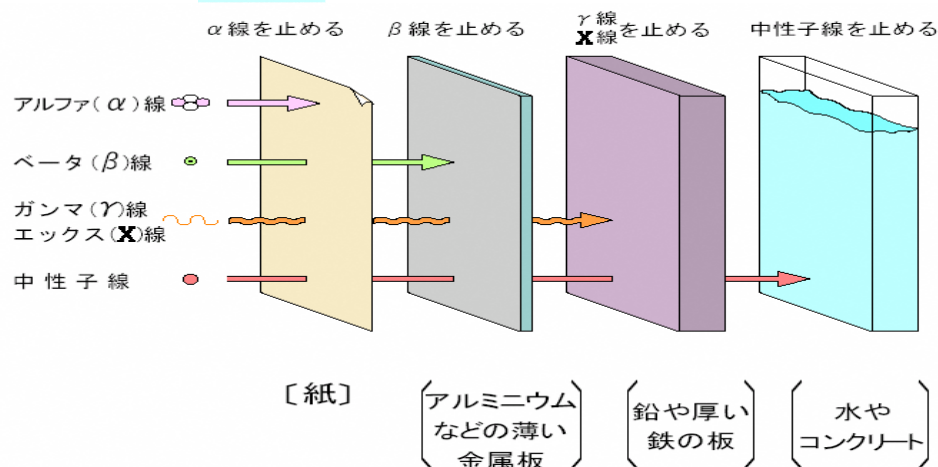 α線を止める
β線を止める
γ線
X線 を止める
中性子線を止める
アルファ(α)線
ベータ(β)線
ガンマ(γ)線
エックス(X)線
中性子線
〔紙〕
アルミニウム
などの薄い
金属板
鉛や厚い
鉄の板
水や
コンクリート